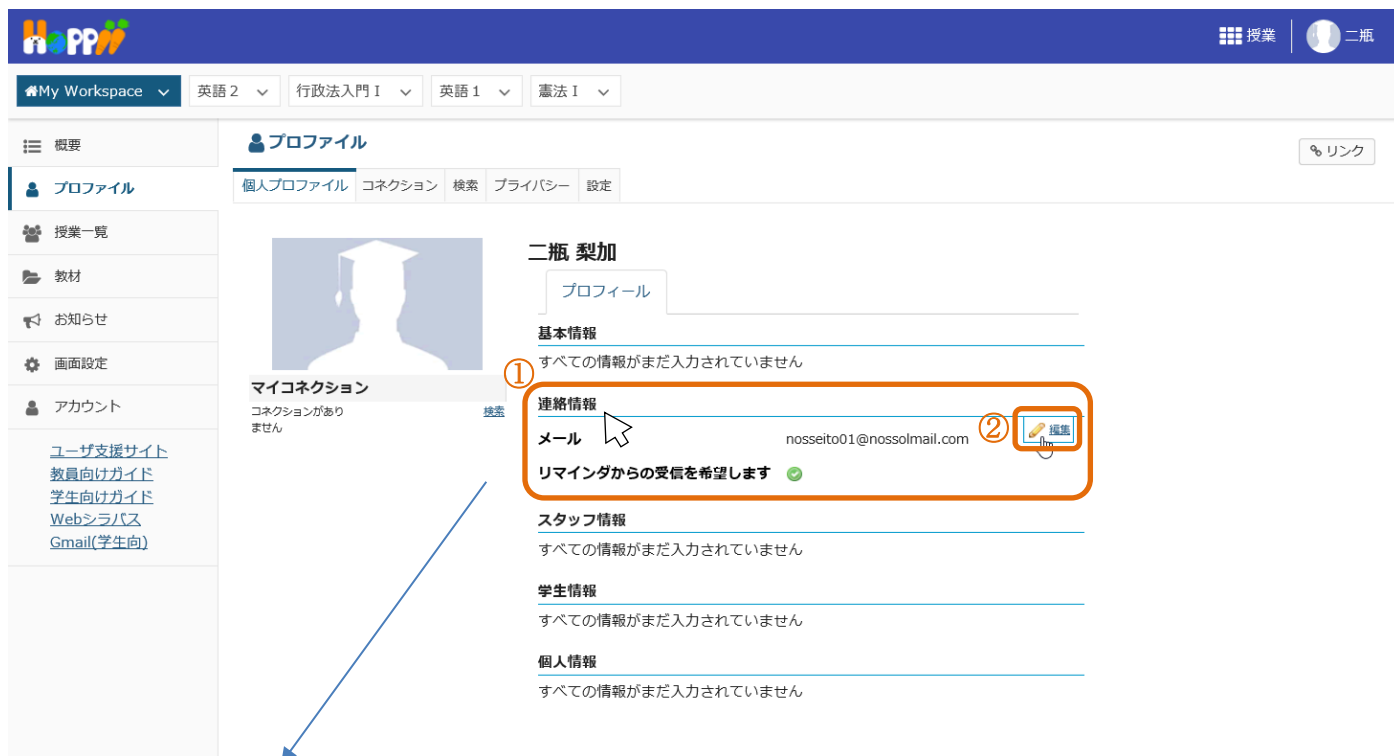 Hoppii
授業
二瓶
My Workspace
英語２
行政法入門Ⅰ
英語１
憲法Ⅰ
概要
プロファイル
授業一覧
教材
お知らせ
画面設定
アカウント
ユーザ支援サイト
教員向けガイド
学生向けガイド
Webシラバス
Gmail(学生向)
プロファイル
リンク
個人プロファイル
コネクション
検索
プライバシー
設定
マイコネクション
コネクションがあり
ません
検索
二瓶 梨加
プロフィール
基本情報
すべての情報がまだ入力されていません
①
連絡情報
メール nosseito01@nossolmail.com
②
編集
リマインダからの受信を希望します
スタッフ情報
すべての情報がまだ入力されていません
学生情報
すべての情報がまだ入力されていません
個人情報
すべての情報がまだ入力されていません